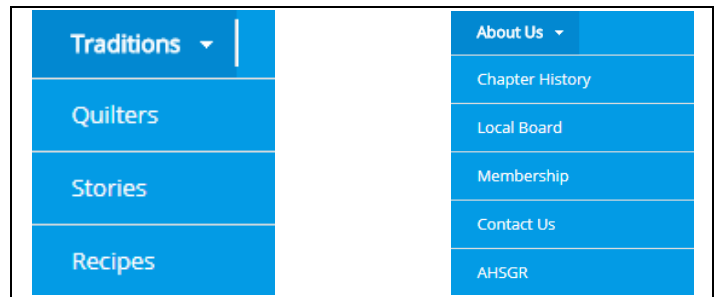 Traditions
Quilters
Stories
Recipes
About Us
Chapter History
Local Board
Membership
Contact Us
AHSGR